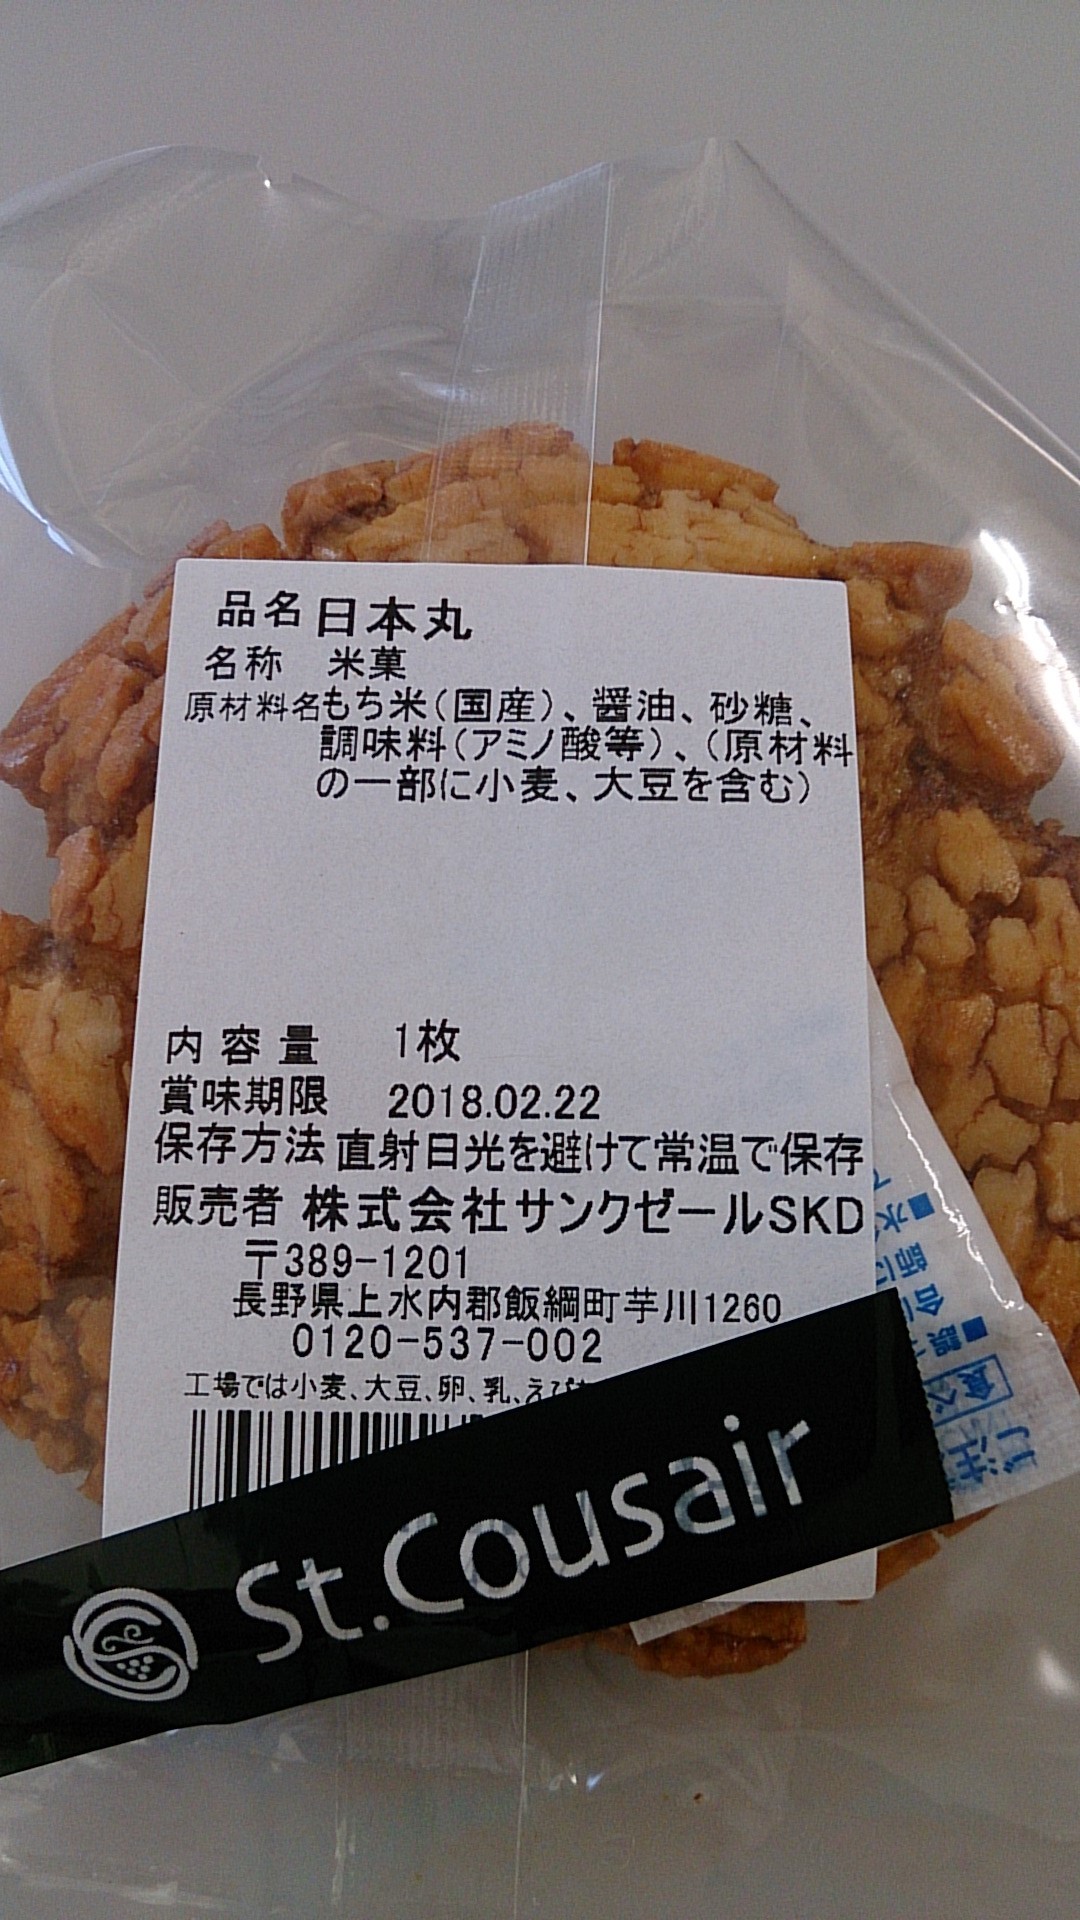 品名 日本丸
名称 米菓
原材料名 もち米(国産)、醤油、砂糖、
調味料(アミノ酸等)、(原材料
の一部に小麦、大豆を含む)
内容量 1枚
賞味期限 2018.02.22
保存方法 直射日光を避けて常温で保存
販売者 株式会社サンクゼールSKD
〒389-1201
長野県上水内郡飯綱町芋川1260
0120-537-002
工場では小麦、大豆、卵、乳、えび
St.Cousair